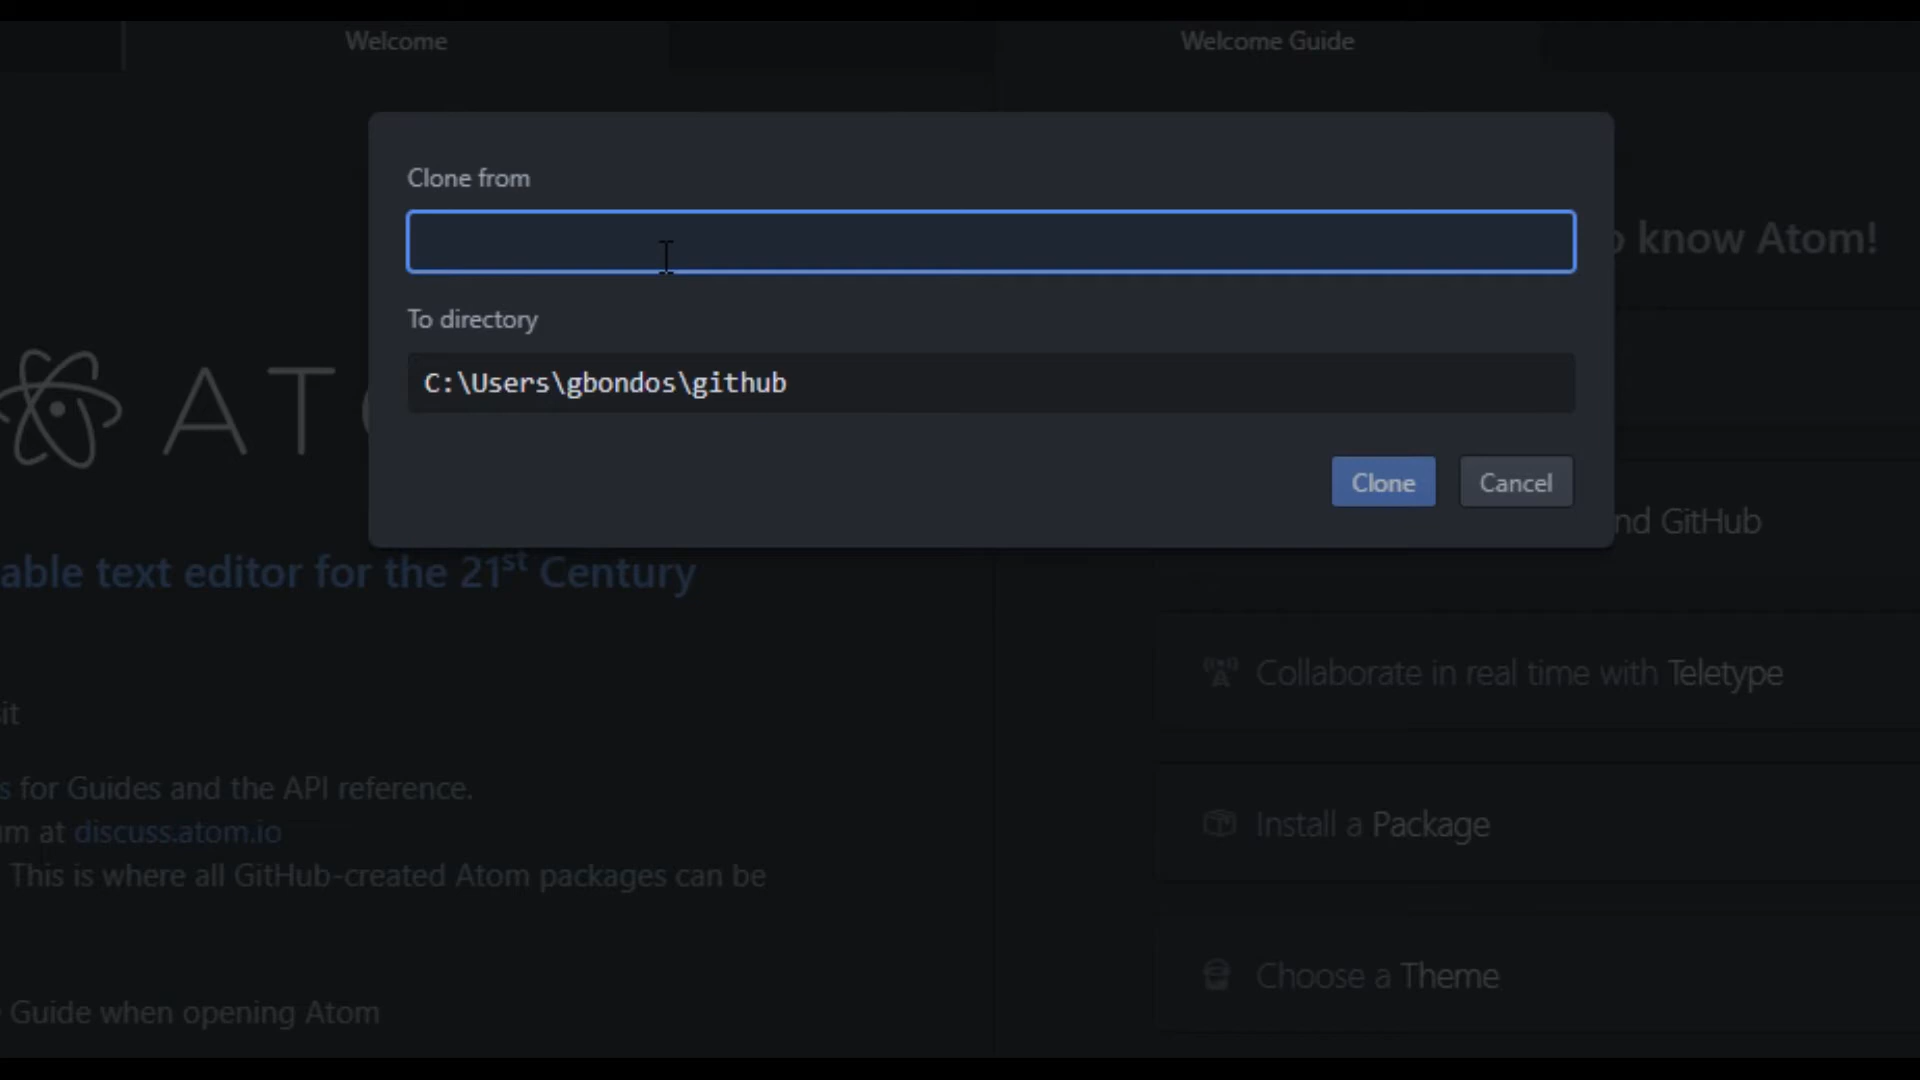 Welcome
Welcome Guide
Clone from
To directory
C:\Users\gbondos\github
Clone
Cancel
know Atom!
AT
GitHub
able text editor for the 21st Century
Collaborate in real time with Teletype
it
s for Guides and the API reference.
um at discuss.atom.io
This is where all GitHub-created Atom packages can be
Install a Package
Choose a Theme
Guide when opening Atom